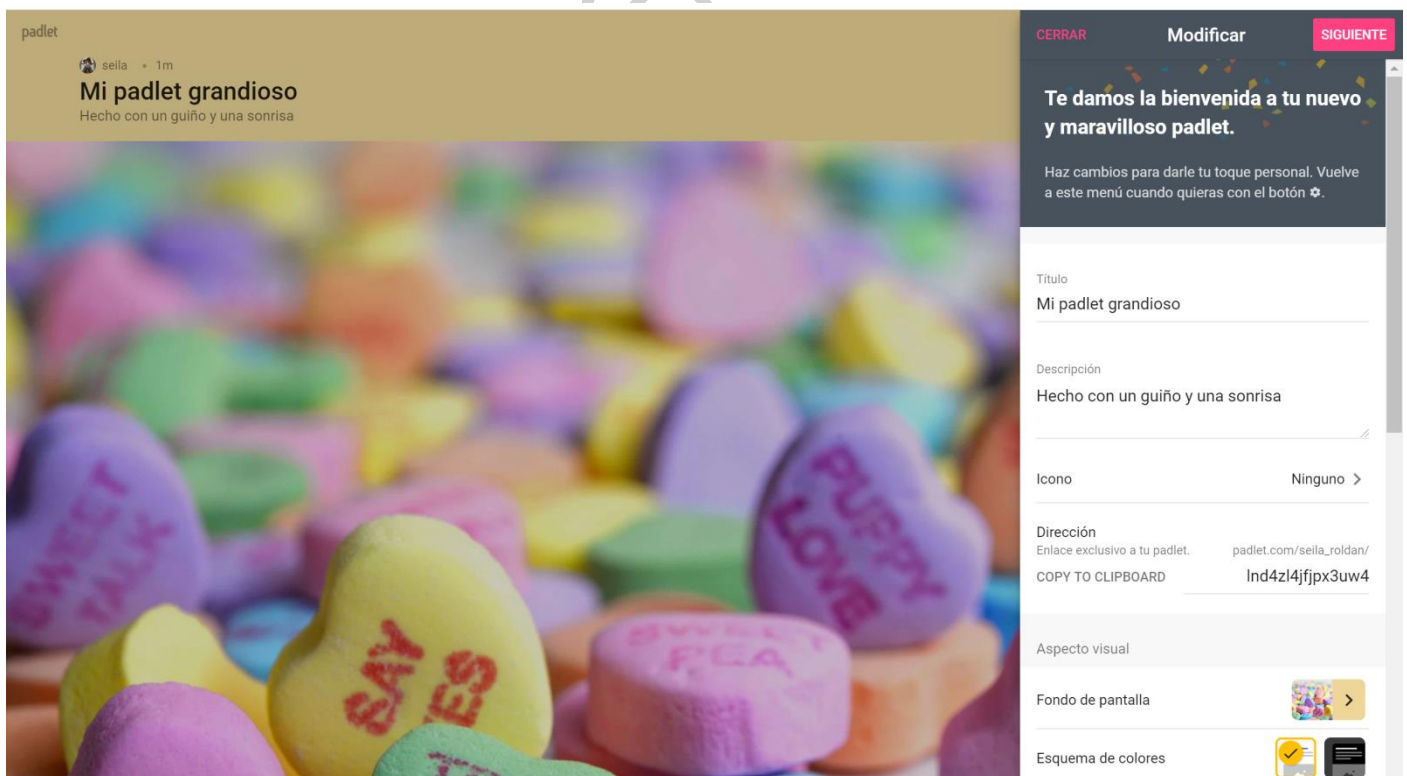 padlet
seila • 1m
Mi padlet grandioso
Hecho con un guiño y una sonrisa
SWEET
TALK
SAY
YES
SWEET
PEA
PUPPY
LOVE
CERRAR
Modificar
SIGUIENTE
Te damos la bienvenida a tu nuevo
y maravilloso padlet.
Haz cambios para darle tu toque personal. Vuelve
a este menú cuando quieras con el botón ⚙.
Título
Mi padlet grandioso
Descripción
Hecho con un guiño y una sonrisa
Icono
Ninguno >
Dirección
Enlace exclusivo a tu padlet. padlet.com/seila_roldan/
COPY TO CLIPBOARD lnd4zl4jfjpx3uw4
Aspecto visual
Fondo de pantalla
Esquema de colores